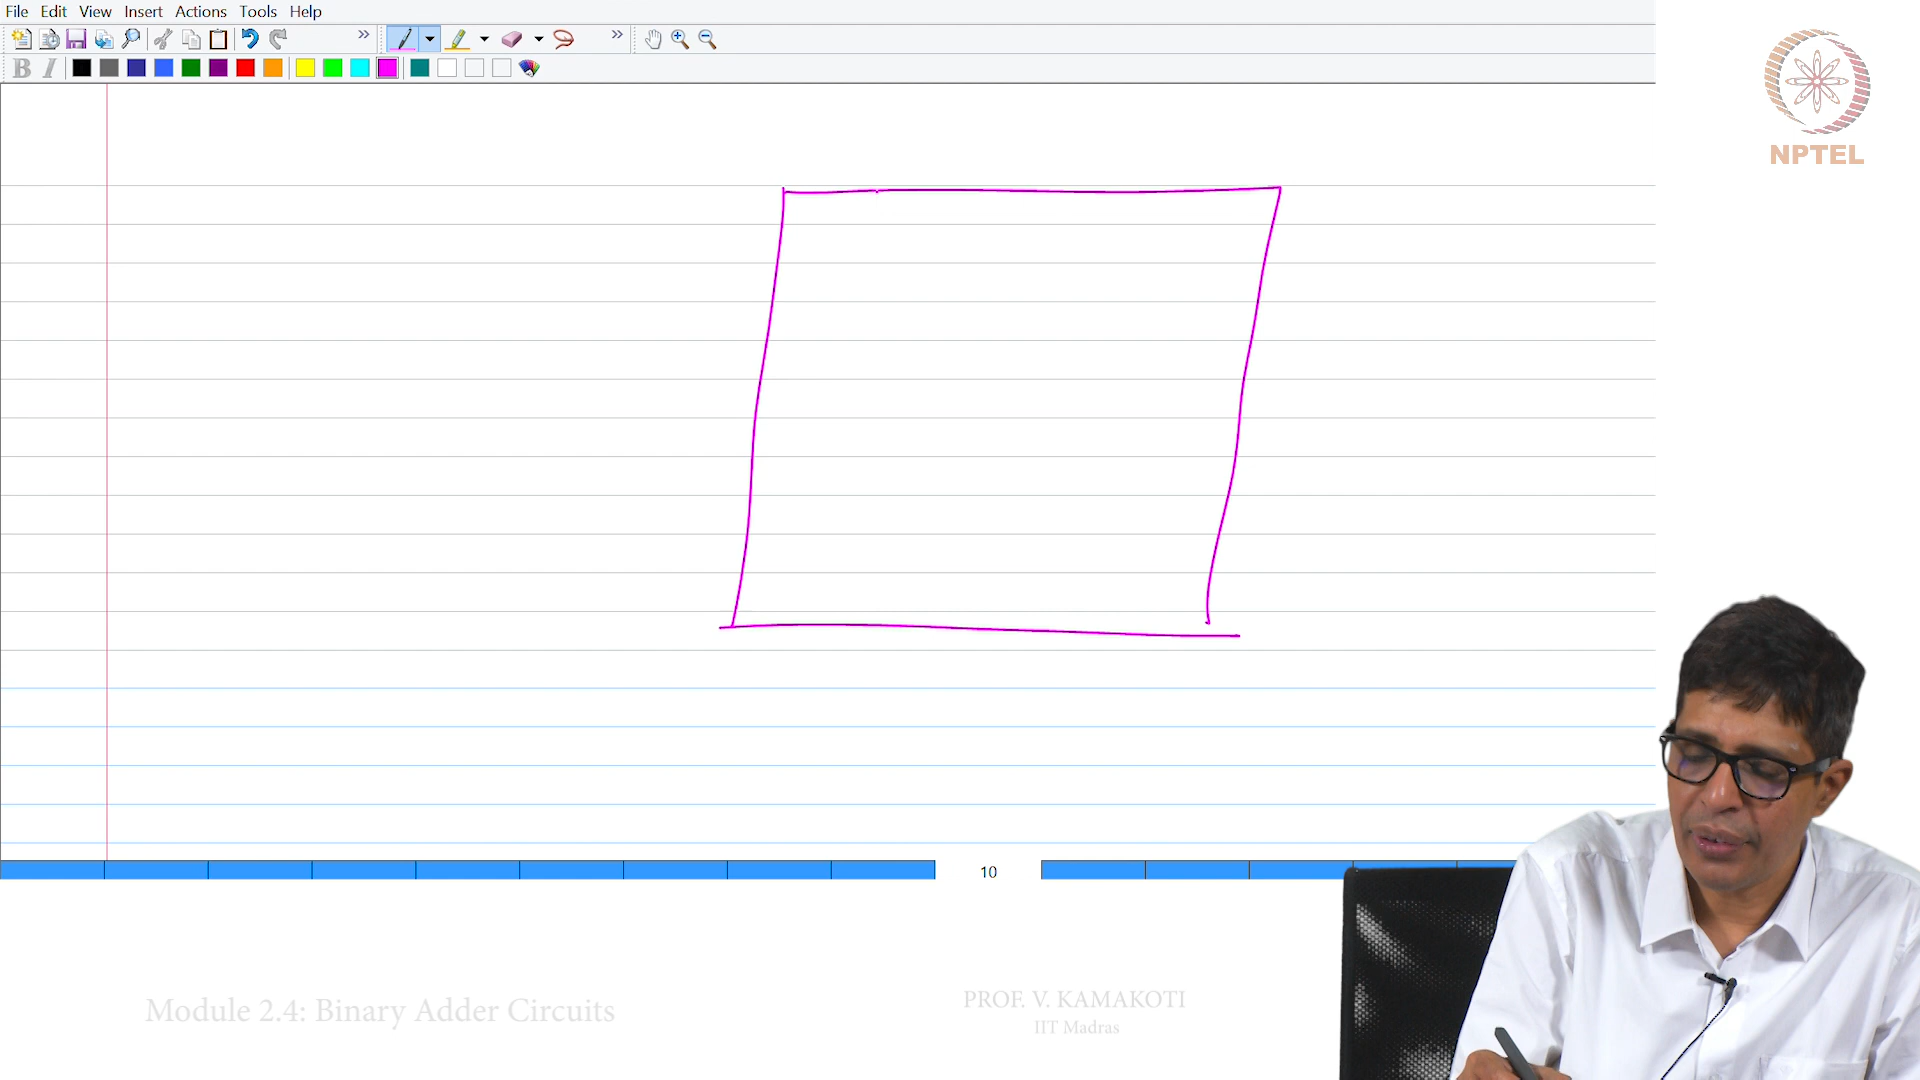 File Edit View Insert Actions Tools Help
B I
NPTEL
10
Module 2.4: Binary Adder Circuits
PROF. V. KAMAKOTI
IIT Madras